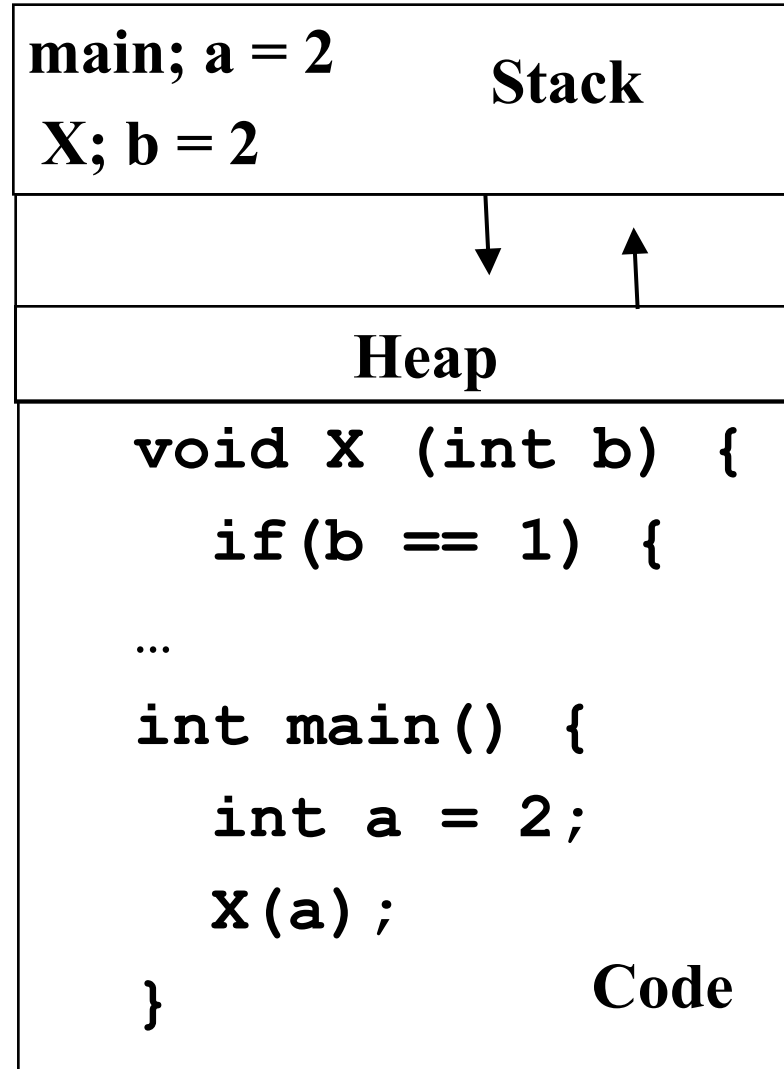 main; a = 2
Stack
X; b = 2
Heap
void X (int b) {
if(b == 1) {
…
int main() {
int a = 2;
X(a);
}
Code